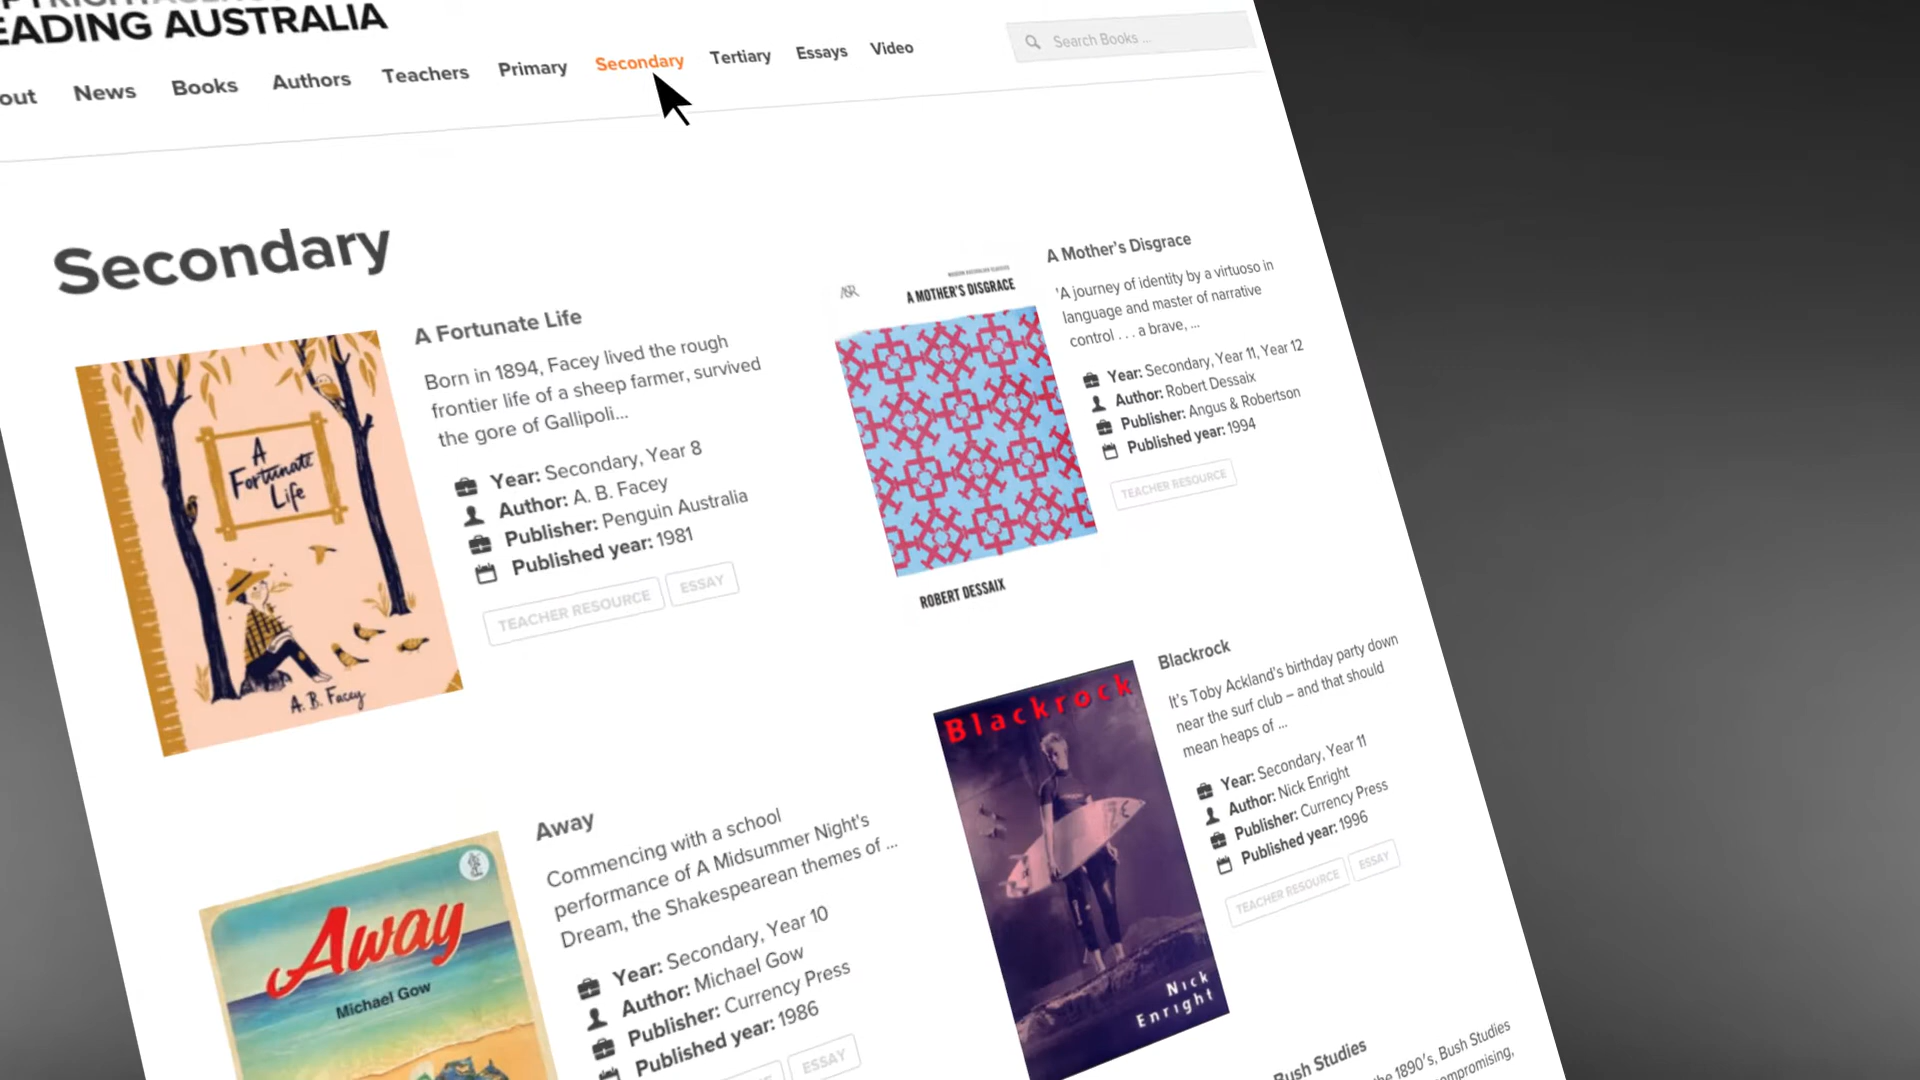 EADING AUSTRALIA
out News Books Authors Teachers Primary Secondary Tertiary Essays Video
Search Books ...
Secondary
A
Fortunate
Life
A. B. Facey
A Fortunate Life
Born in 1894, Facey lived the rough
frontier life of a sheep farmer, survived
the gore of Gallipoli...
Year: Secondary, Year 8
Author: A. B. Facey
Publisher: Penguin Australia
Published year: 1981
TEACHER RESOURCE ESSAY
A MOTHER'S DISGRACE
ROBERT DESSAIX
A Mother's Disgrace
'A journey of identity by a virtuoso in
language and master of narrative
control . . . a brave, ...
Year: Secondary, Year 11, Year 12
Author: Robert Dessaix
Publisher: Angus & Robertson
Published year: 1994
TEACHER RESOURCE
Away
Michael Gow
Away
Commencing with a school
performance of A Midsummer Night's
Dream, the Shakespearean themes of ...
Year: Secondary, Year 10
Author: Michael Gow
Publisher: Currency Press
Published year: 1986
ESSAY
Blackrock
Nick
Enright
Blackrock
It's Toby Ackland's birthday party down
near the surf club – and that should
mean heaps of ...
Year: Secondary, Year 11
Author: Nick Enright
Publisher: Currency Press
Published year: 1996
TEACHER RESOURCE ESSAY
Bush Studies
he 1890's, Bush Studies
ompromising,